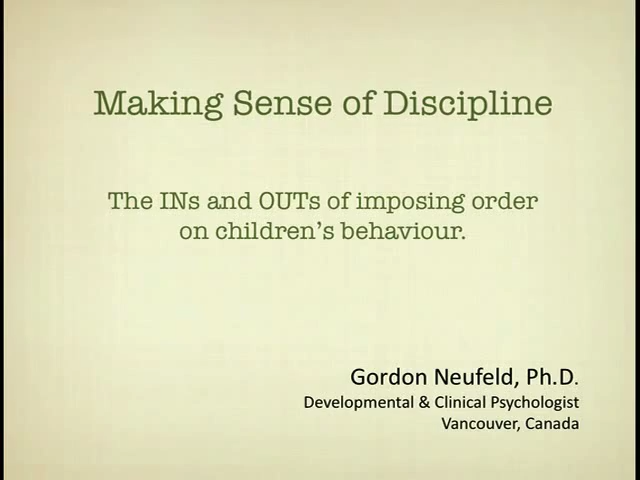 Making Sense of Discipline
The INs and OUTs of imposing order
on children's behaviour.
Gordon Neufeld, Ph.D.
Developmental & Clinical Psychologist
Vancouver, Canada